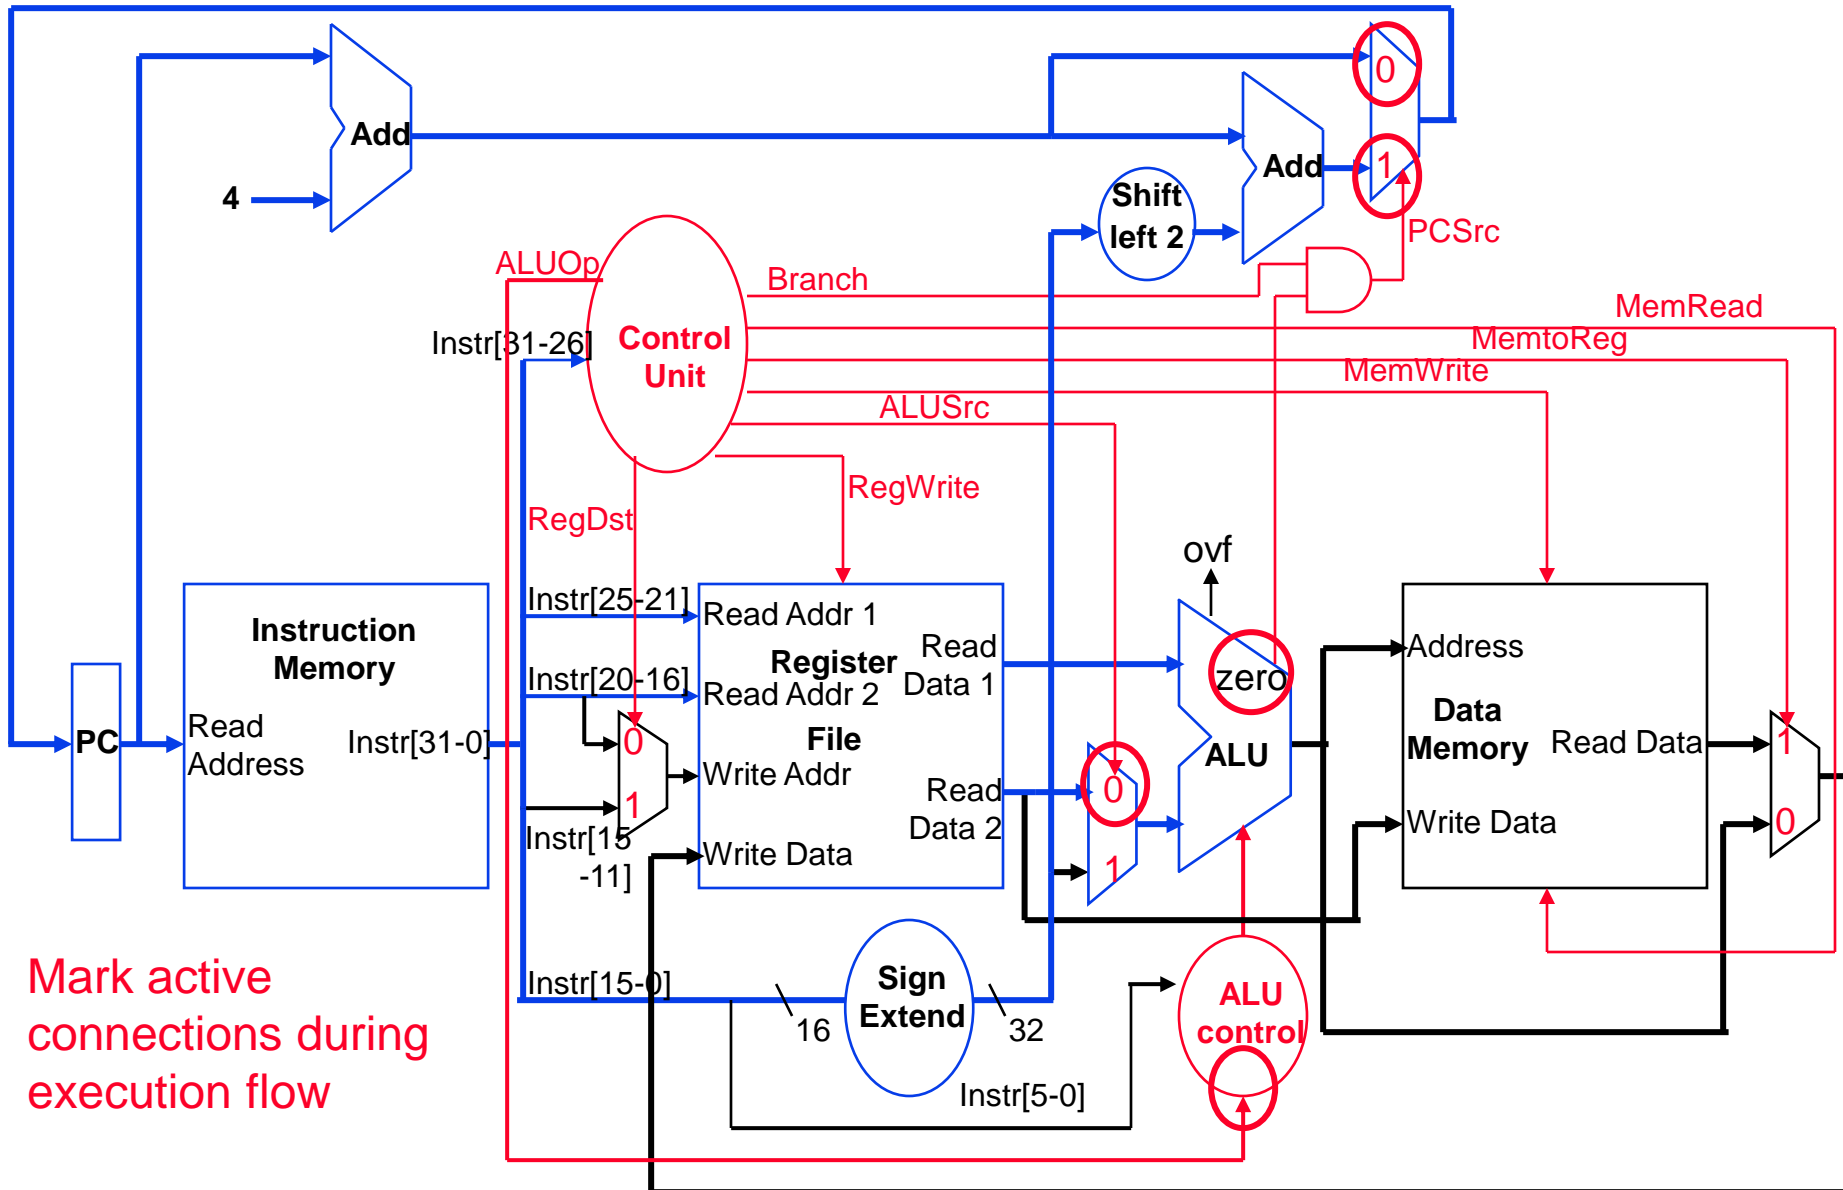 0
Add
1
Add
4
Shift
left 2
PCSrc
ALUOp
Branch
MemRead
Instr[31-26]
Control
Unit
MemtoReg
MemWrite
ALUSrc
RegWrite
RegDst
ovf
Instruction
Memory
Instr[25-21]
Read Addr 1
Register
File
Read
Data 1
Instr[20-16]
Read Addr 2
zero
Address
Data
Memory
PC
Read
Address
Instr[31-0]
0
Write Addr
ALU
Read Data
1
1
Instr[15
-11]
Read
Data 2
0
1
Write Data
Write Data
0
Mark active
connections during
execution flow
Instr[15-0]
16
Sign
Extend
32
ALU
control
Instr[5-0]